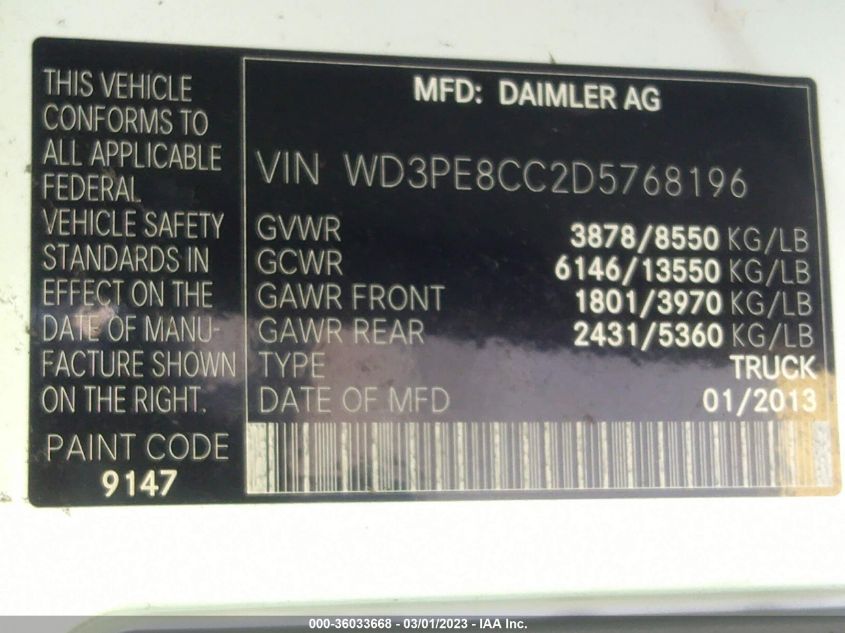 THIS VEHICLE
CONFORMS TO
ALL APPLICABLE
FEDERAL
VEHICLE SAFETY
STANDARDS IN
EFFECT ON THE
DATE OF MANU-
FACTURE SHOWN
ON THE RIGHT.
PAINT CODE
9147
MFD: DAIMLER AG
VIN WD3PE8CC2D5768196
GVWR 3878/8550 KG/LB
GCWR 6146/13550 KG/LB
GAWR FRONT 1801/3970 KG/LB
GAWR REAR 2431/5360 KG/LB
TYPE TRUCK
DATE OF MFD 01/2013
000-36033668 - 03/01/2023 - IAA Inc.